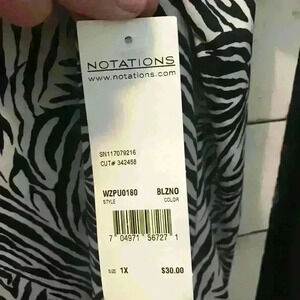 NOTATIONS
www.notations.com
SN117079216
CUT# 342458
WZPU0180 BLZNO
STYLE COLOR
7 04971 56727 1
SIZE 1X $30.00